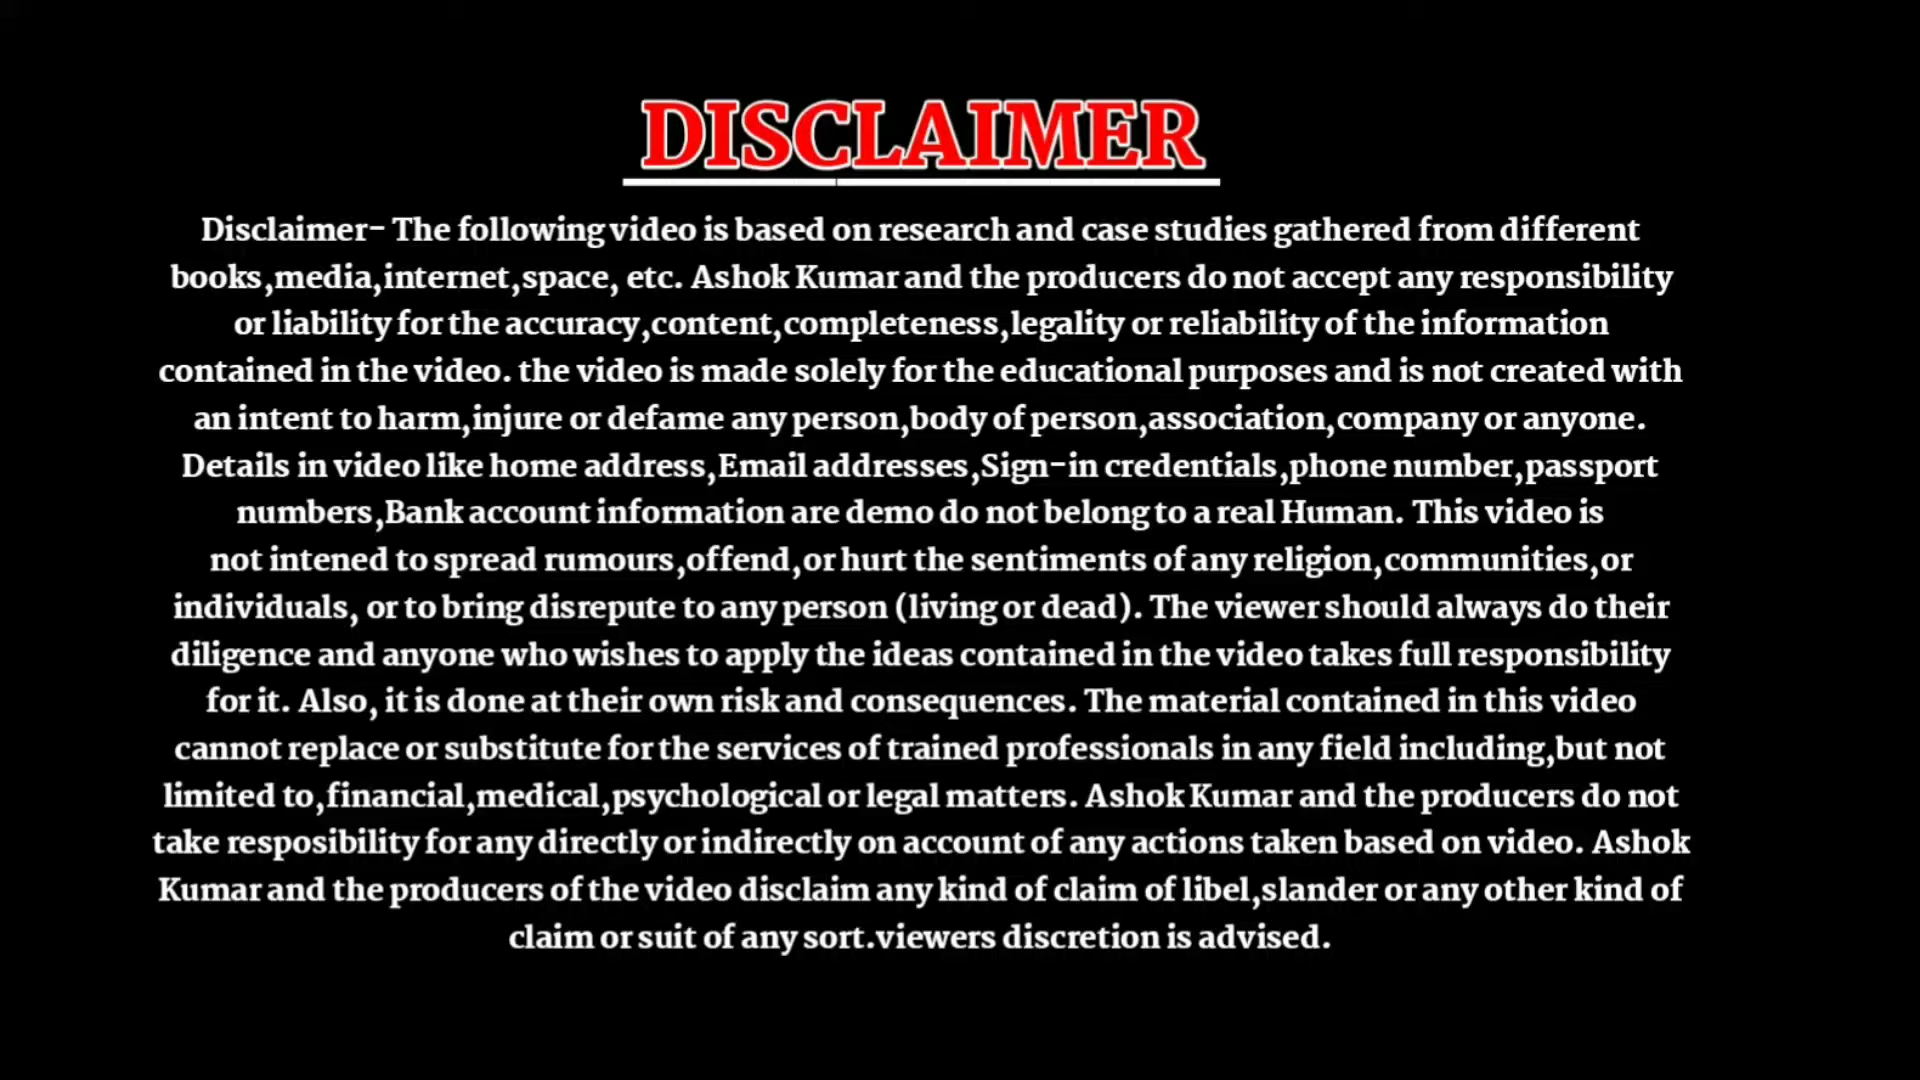 DISCLAIMER
Disclaimer- The following video is based on research and case studies gathered from different
books,media,internet,space, etc. Ashok Kumar and the producers do not accept any responsibility
or liability for the accuracy,content,completeness,legality or reliability of the information
contained in the video. the video is made solely for the educational purposes and is not created with
an intent to harm,injure or defame any person,body of person,association,company or anyone.
Details in video like home address,Email addresses,Sign-in credentials,phone number,passport
numbers,Bank account information are demo do not belong to a real Human. This video is
not intened to spread rumours,offend,or hurt the sentiments of any religion,communities,or
individuals, or to bring disrepute to any person (living or dead). The viewer should always do their
diligence and anyone who wishes to apply the ideas contained in the video takes full responsibility
for it. Also, it is done at their own risk and consequences. The material contained in this video
cannot replace or substitute for the services of trained professionals in any field including,but not
limited to,financial,medical,psychological or legal matters. Ashok Kumar and the producers do not
take resposibility for any directly or indirectly on account of any actions taken based on video. Ashok
Kumar and the producers of the video disclaim any kind of claim of libel,slander or any other kind of
claim or suit of any sort.viewers discretion is advised.